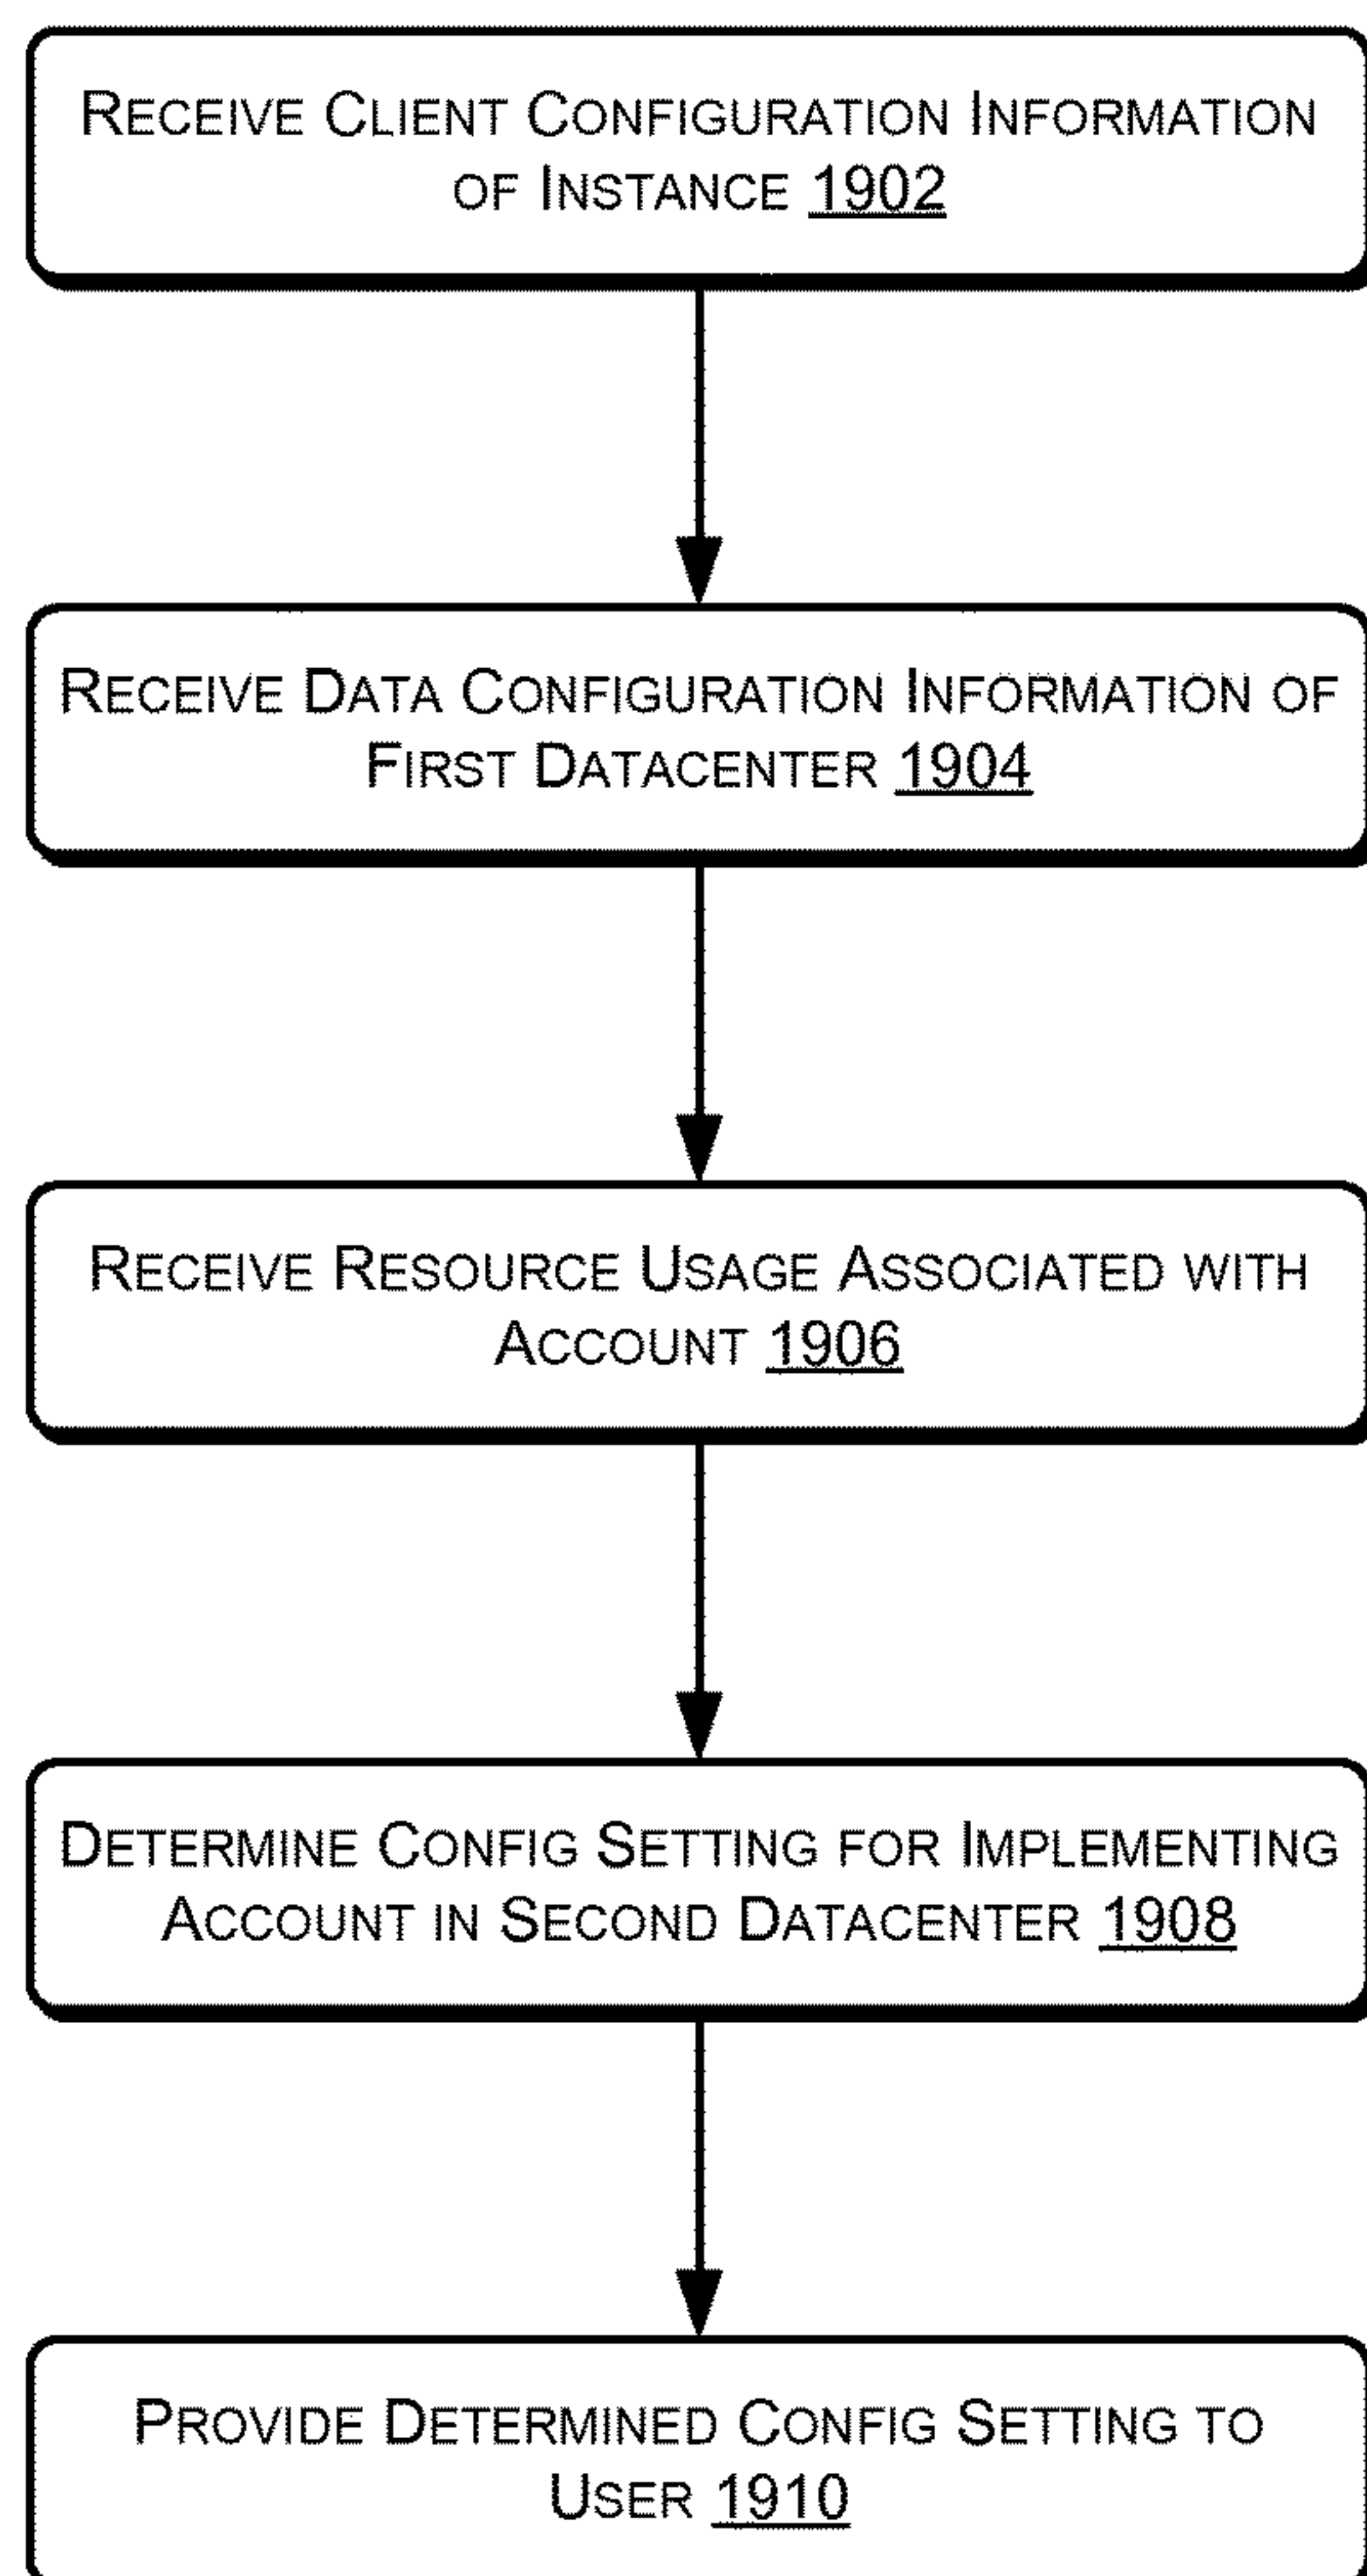 RECEIVE CLIENT CONFIGURATION INFORMATION
OF INSTANCE 1902
RECEIVE DATA CONFIGURATION INFORMATION OF
FIRST DATACENTER 1904
RECEIVE RESOURCE USAGE ASSOCIATED WITH
ACCOUNT 1906
DETERMINE CONFIG SETTING FOR IMPLEMENTING
ACCOUNT IN SECOND DATACENTER 1908
PROVIDE DETERMINED CONFIG SETTING TO
USER 1910